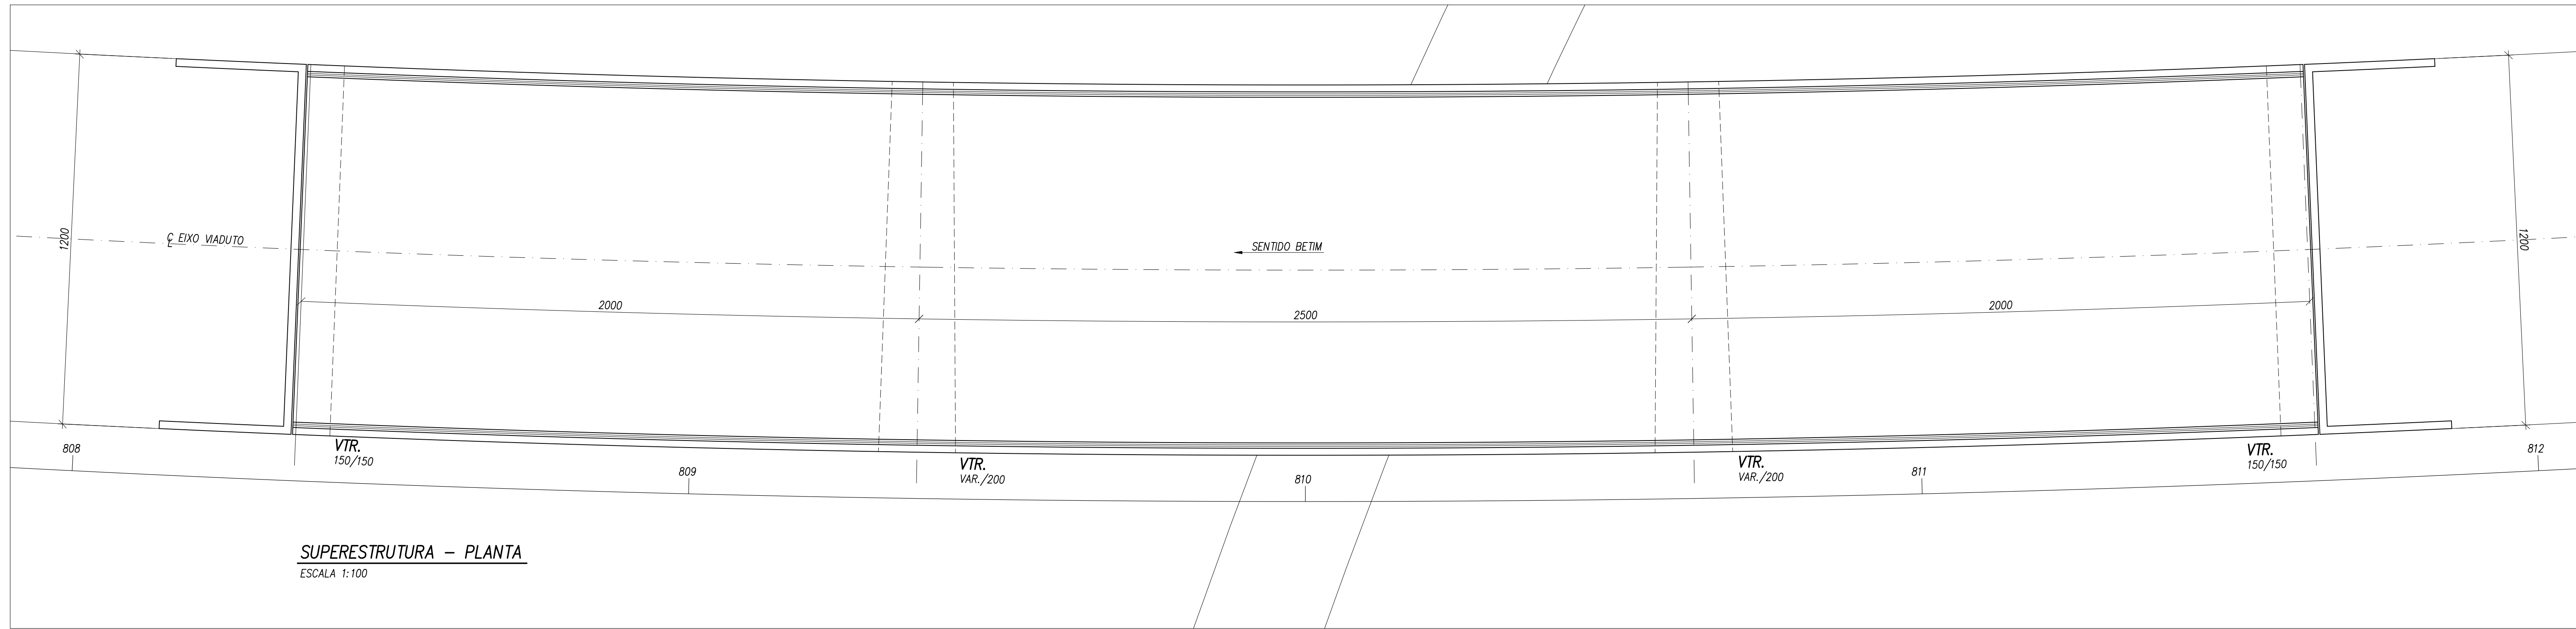 1200
℄ EIXO VIADUTO
SENTIDO BETIM
1200
2000
2500
2000
808
VTR.
150/150
809
VTR.
VAR./200
810
VTR.
VAR./200
811
VTR.
150/150
812
SUPERESTRUTURA – PLANTA
ESCALA 1:100